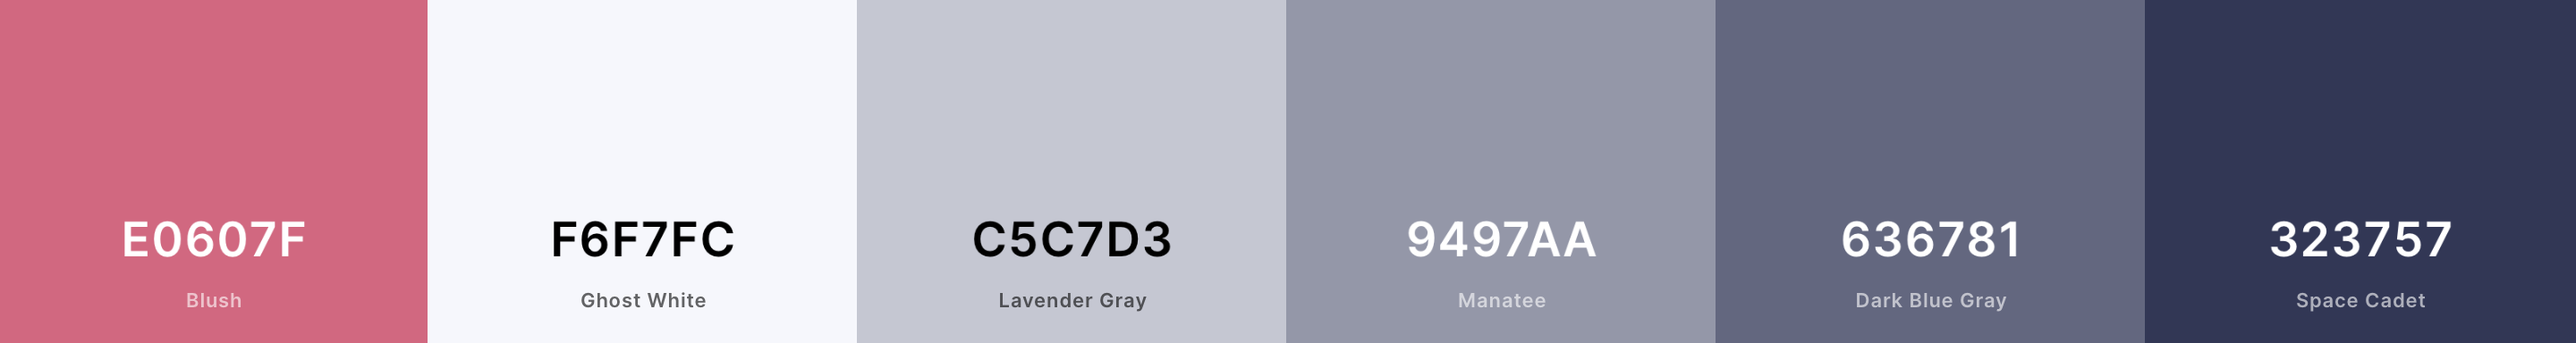 E0607F
Blush
F6F7FC
Ghost White
C5C7D3
Lavender Gray
9497AA
Manatee
636781
Dark Blue Gray
323757
Space Cadet